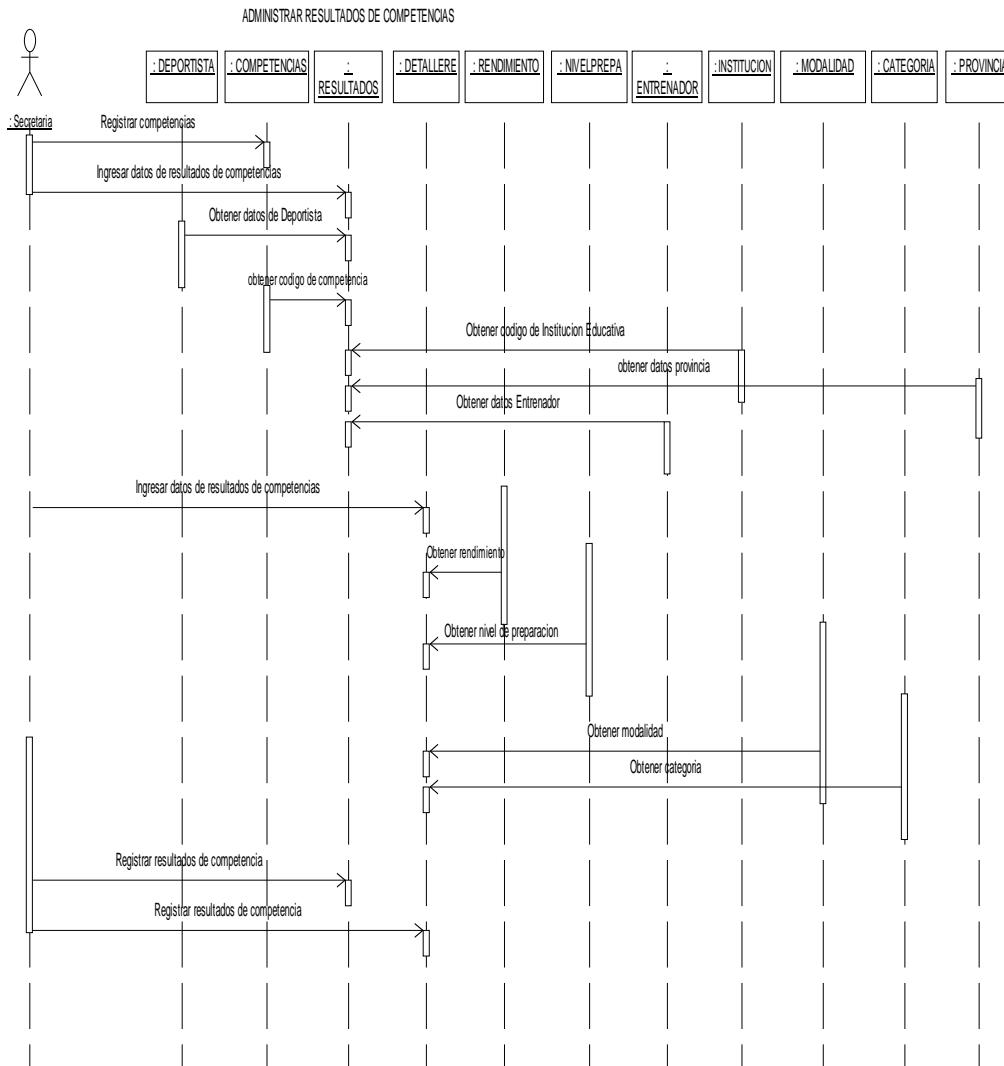 ADMINISTRAR RESULTADOS DE COMPETENCIAS
: Secretaria
: DEPORTISTA
: COMPETENCIAS
:
RESULTADOS
: DETALLERE
: RENDIMIENTO
: NIVELPREPA
:
ENTRENADOR
: INSTITUCION
: MODALIDAD
: CATEGORIA
: PROVINCIA
Registrar competencias
Ingresar datos de resultados de competencias
Obtener datos de Deportista
obtener codigo de competencia
Obtener codigo de Institucion Educativa
obtener datos provincia
Obtener datos Entrenador
Ingresar datos de resultados de competencias
Obtener rendimiento
Obtener nivel de preparacion
Obtener modalidad
Obtener categoria
Registrar resultados de competencia
Registrar resultados de competencia